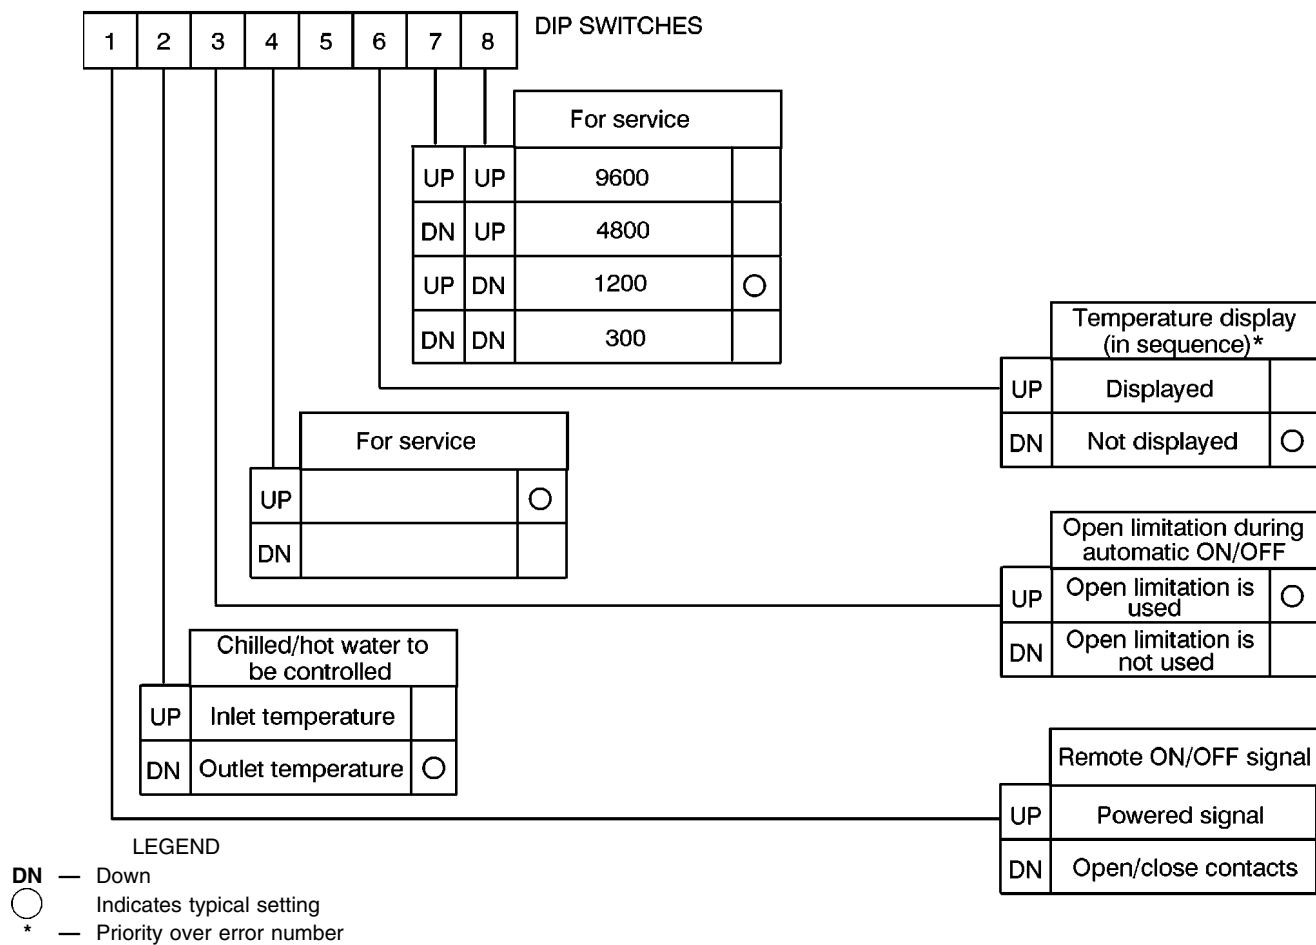 1 2 3 4 5 6 7 8
DIP SWITCHES
For service
UP UP 9600
DN UP 4800
UP DN 1200 ○
DN DN 300
Temperature display
(in sequence)*
UP Displayed
DN Not displayed ○
For service
UP ○
DN
Open limitation during
automatic ON/OFF
UP Open limitation is
used ○
DN Open limitation is
not used
Chilled/hot water to
be controlled
UP Inlet temperature
DN Outlet temperature ○
Remote ON/OFF signal
UP Powered signal
DN Open/close contacts
LEGEND
DN — Down
○ Indicates typical setting
* — Priority over error number